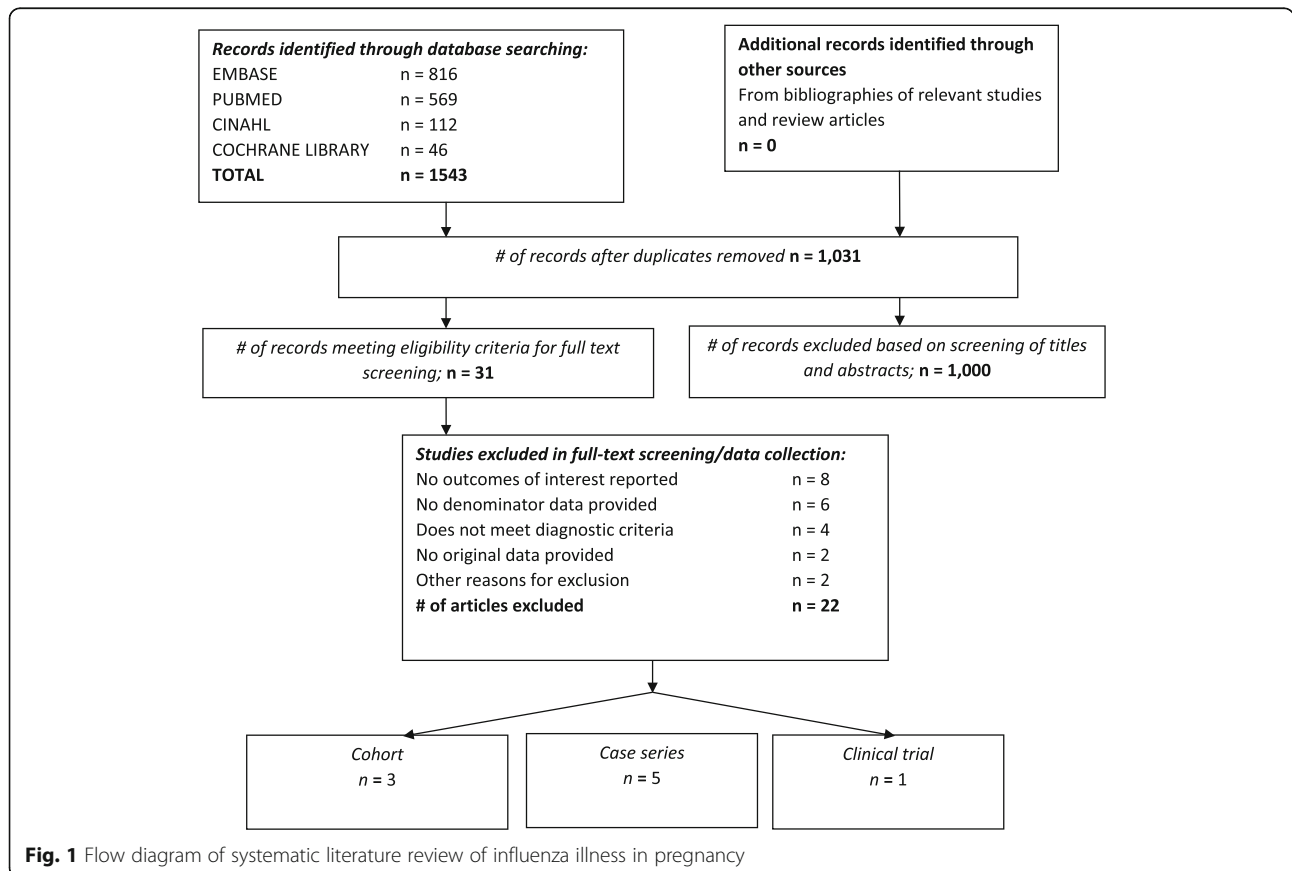 Records identified through database searching:
EMBASE n = 816
PUBMED n = 569
CINAHL n = 112
COCHRANE LIBRARY n = 46
TOTAL n = 1543
Additional records identified through
other sources
From bibliographies of relevant studies
and review articles
n = 0
# of records after duplicates removed n = 1,031
# of records meeting eligibility criteria for full text
screening; n = 31
# of records excluded based on screening of titles
and abstracts; n = 1,000
Studies excluded in full-text screening/data collection:
No outcomes of interest reported n = 8
No denominator data provided n = 6
Does not meet diagnostic criteria n = 4
No original data provided n = 2
Other reasons for exclusion n = 2
# of articles excluded n = 22
Cohort
n = 3
Case series
n = 5
Clinical trial
n = 1
Fig. 1 Flow diagram of systematic literature review of influenza illness in pregnancy